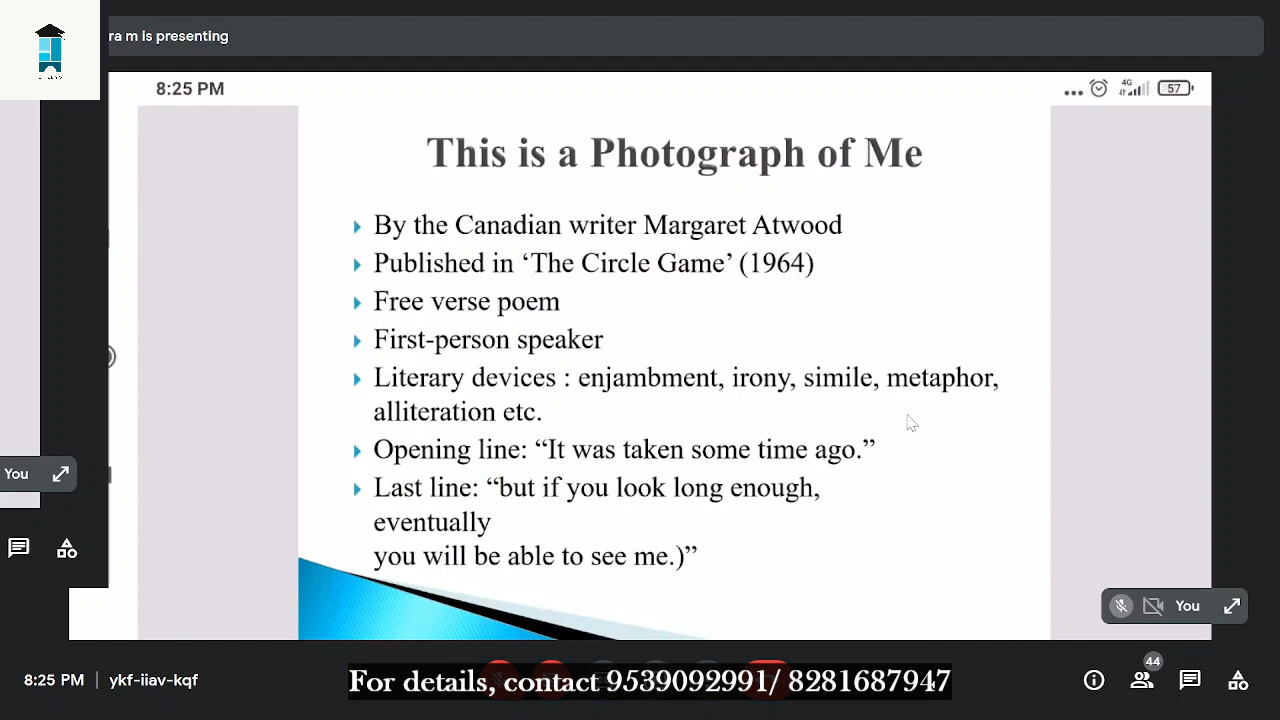 ra m is presenting
8:25 PM
4G
57
This is a Photograph of Me
By the Canadian writer Margaret Atwood
Published in ‘The Circle Game’ (1964)
Free verse poem
First-person speaker
Literary devices : enjambment, irony, simile, metaphor,
alliteration etc.
Opening line: “It was taken some time ago.”
Last line: “but if you look long enough,
eventually
you will be able to see me.)”
You
You
8:25 PM | ykf-iiav-kqf
For details, contact 9539092991/ 8281687947
44